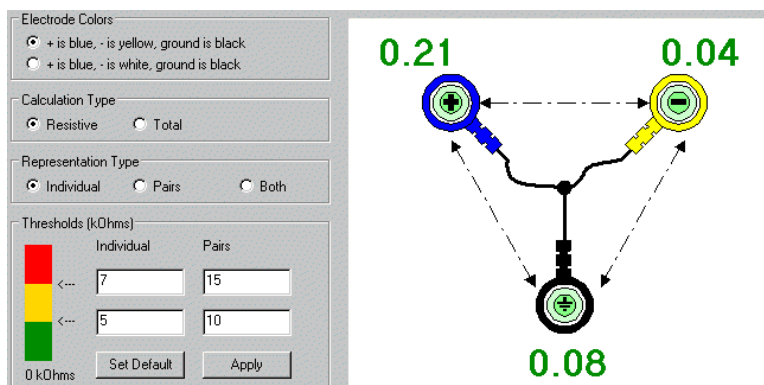 Electrode Colors
+ is blue, - is yellow, ground is black
+ is blue, - is white, ground is black
Calculation Type
Resistive Total
Representation Type
Individual Pairs Both
Thresholds (kOhms)
Individual Pairs
<--- 7 15
<--- 5 10
0 kOhms Set Default Apply
0.21 0.04
+ -
0.08